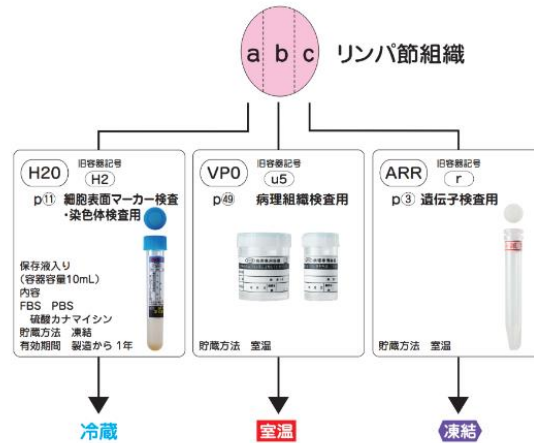 a b c リンパ節組織
H20
旧容器記号
H2
p⑪ 細胞表面マーカー検査
・染色体検査用
保存液入り
(容器容量10mL)
内容
FBS PBS
硫酸カナマイシン
貯蔵方法 凍結
有効期間 製造から 1年
冷蔵
VP0
旧容器記号
u5
p㊾ 病理組織検査用
貯蔵方法 室温
室温
ARR
旧容器記号
r
p③ 遺伝子検査用
貯蔵方法 室温
凍結